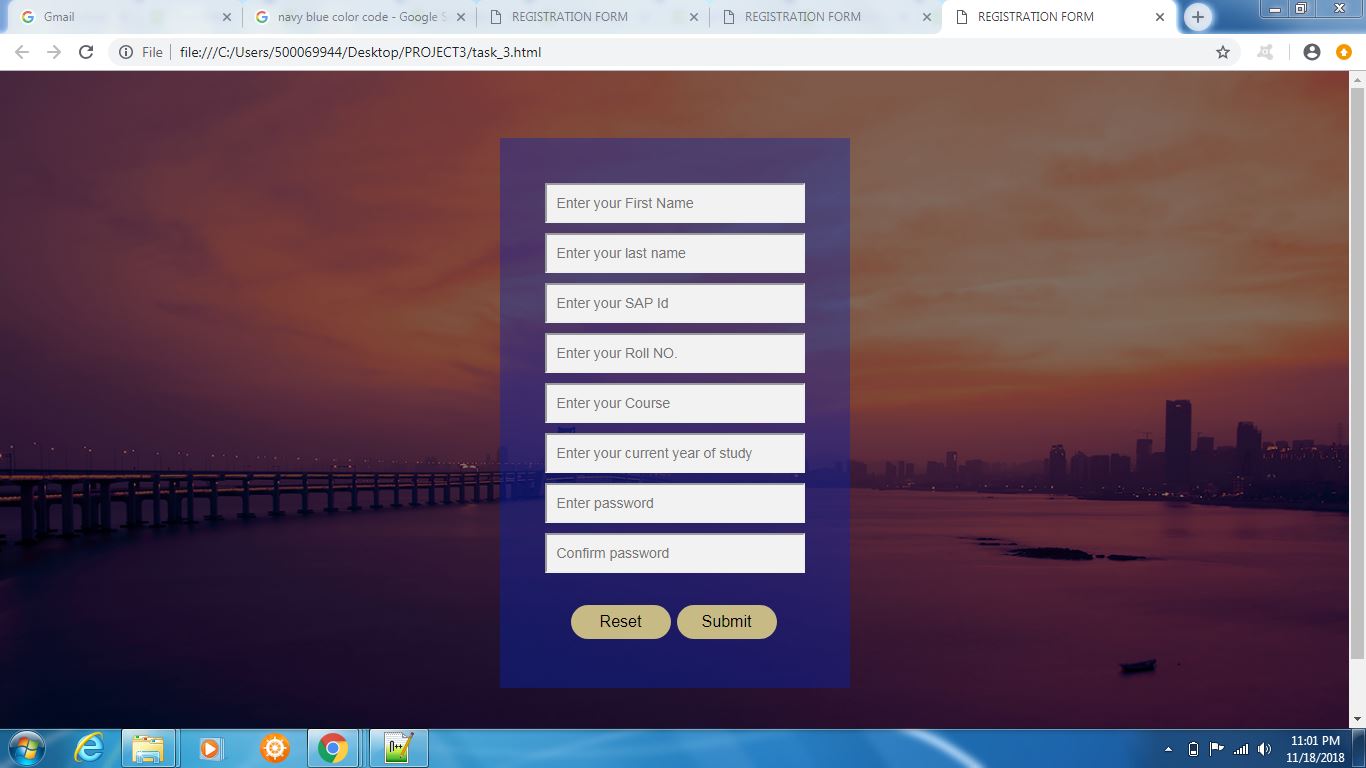 Gmail
navy blue color code - Google S
REGISTRATION FORM
REGISTRATION FORM
REGISTRATION FORM
File
file:///C:/Users/500069944/Desktop/PROJECT3/task_3.html
Enter your First Name
Enter your last name
Enter your SAP Id
Enter your Roll NO.
Enter your Course
Enter your current year of study
Enter password
Confirm password
Reset
Submit
11:01 PM
11/18/2018